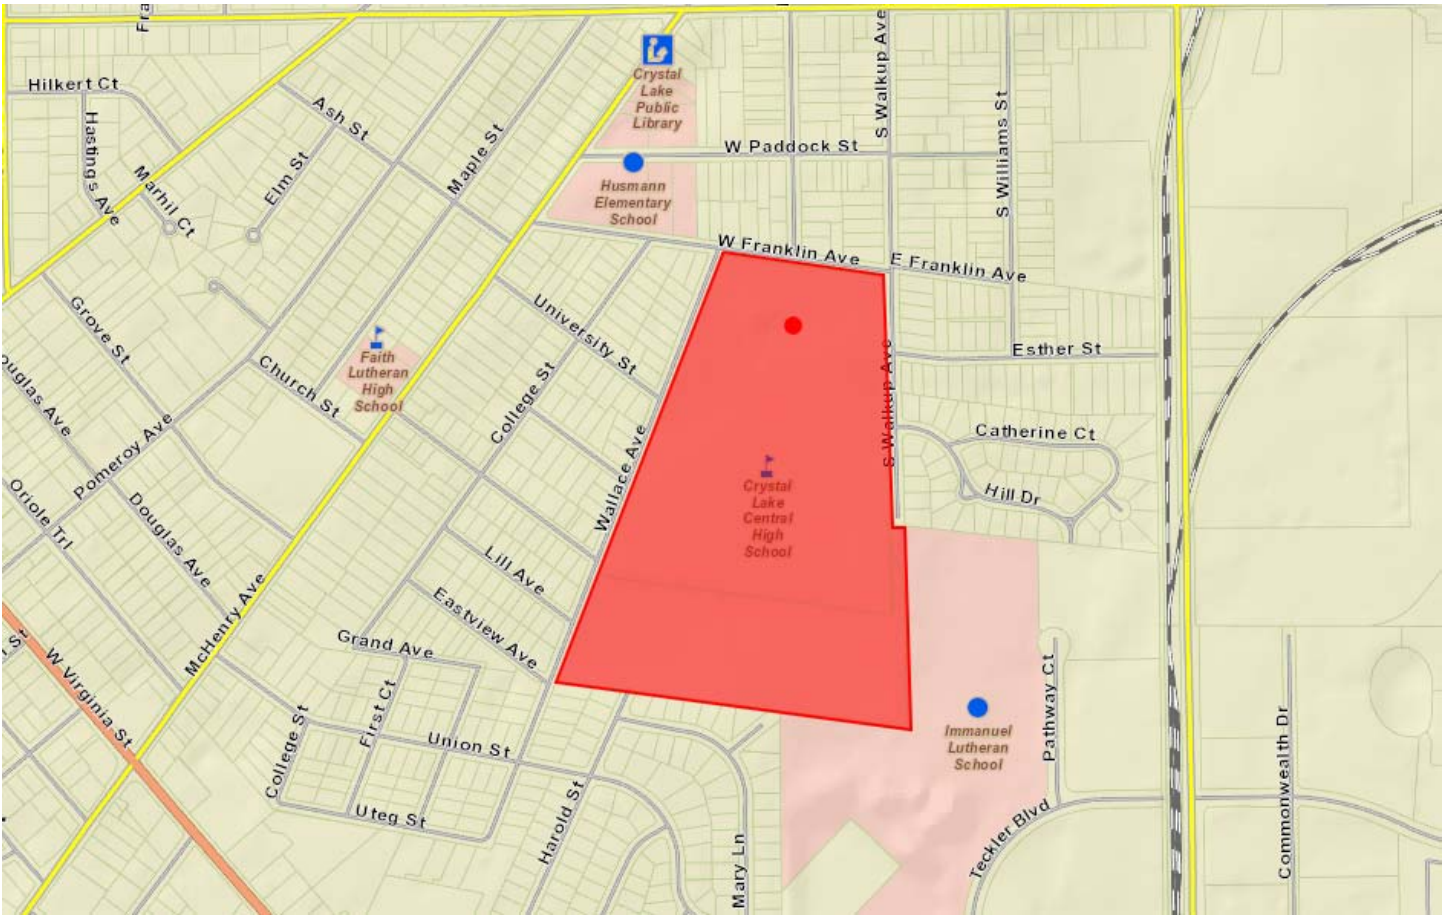 Fra
Hilkert Ct
Hastings Ave
Marhil Ct
Ash St
Elm St
Maple St
Crystal
Lake
Public
Library
S Walkup Ave
W Paddock St
S Williams St
Husmann
Elementary
School
W Franklin Ave
E Franklin Ave
Grove St
University St
Esther St
Faith
Lutheran
High
School
Church St
College St
S Walkup Ave
Catherine Ct
Hill Dr
ouglas Ave
Pomeroy Ave
Wallace Ave
Crystal
Lake
Central
High
School
Oriole Trl
Douglas Ave
Lill Ave
Eastview Ave
McHenry Ave
Grand Ave
W Virginia St
First Ct
College St
Union St
Uteg St
Harold St
Mary Ln
Immanuel
Lutheran
School
Pathway Ct
Teckler Blvd
Commonwealth Dr